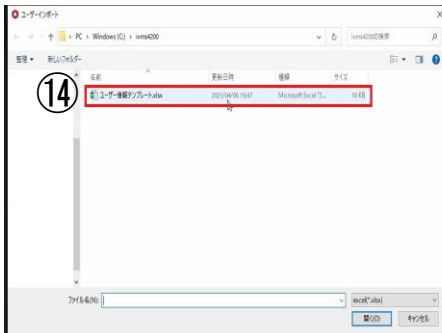 ユーザーインポート
PC › Windows (C:) › ivms4200
ivms4200の検索
整理 新しいフォルダー
名前 更新日時 種類 サイズ
⑭
ユーザー情報テンプレート.xlsx 2023/04/06 15:47 Microsoft Excel ワ... 10 KB
ファイル名(N):
excel(*.xlsx)
開く(O) キャンセル